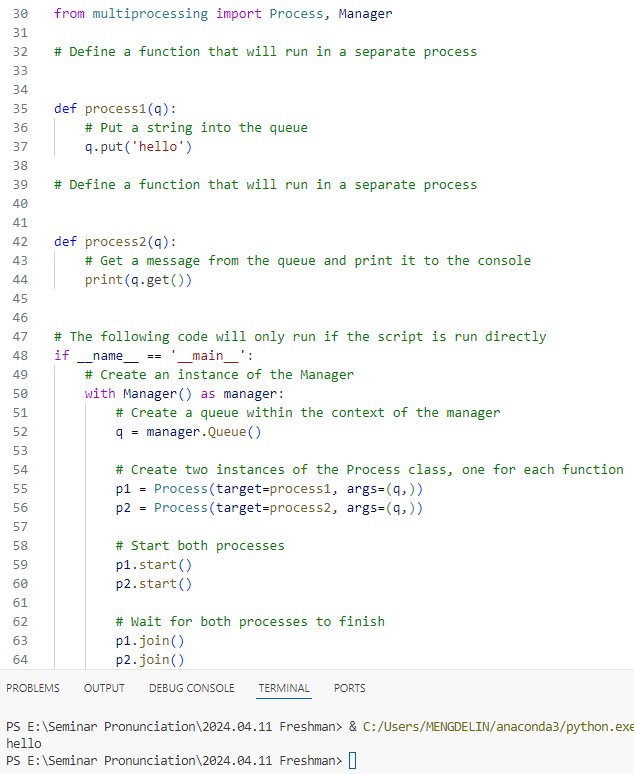 30 from multiprocessing import Process, Manager
31
32 # Define a function that will run in a separate process
33
34
35 def process1(q):
36     # Put a string into the queue
37     q.put('hello')
38
39 # Define a function that will run in a separate process
40
41
42 def process2(q):
43     # Get a message from the queue and print it to the console
44     print(q.get())
45
46
47 # The following code will only run if the script is run directly
48 if __name__ == '__main__':
49     # Create an instance of the Manager
50     with Manager() as manager:
51         # Create a queue within the context of the manager
52         q = manager.Queue()
53
54         # Create two instances of the Process class, one for each function
55         p1 = Process(target=process1, args=(q,))
56         p2 = Process(target=process2, args=(q,))
57
58         # Start both processes
59         p1.start()
60         p2.start()
61
62         # Wait for both processes to finish
63         p1.join()
64         p2.join()
PROBLEMS OUTPUT DEBUG CONSOLE TERMINAL PORTS
PS E:\Seminar Pronunciation\2024.04.11 Freshman> & C:/Users/MENGDELIN/anaconda3/python.exe
hello
PS E:\Seminar Pronunciation\2024.04.11 Freshman>